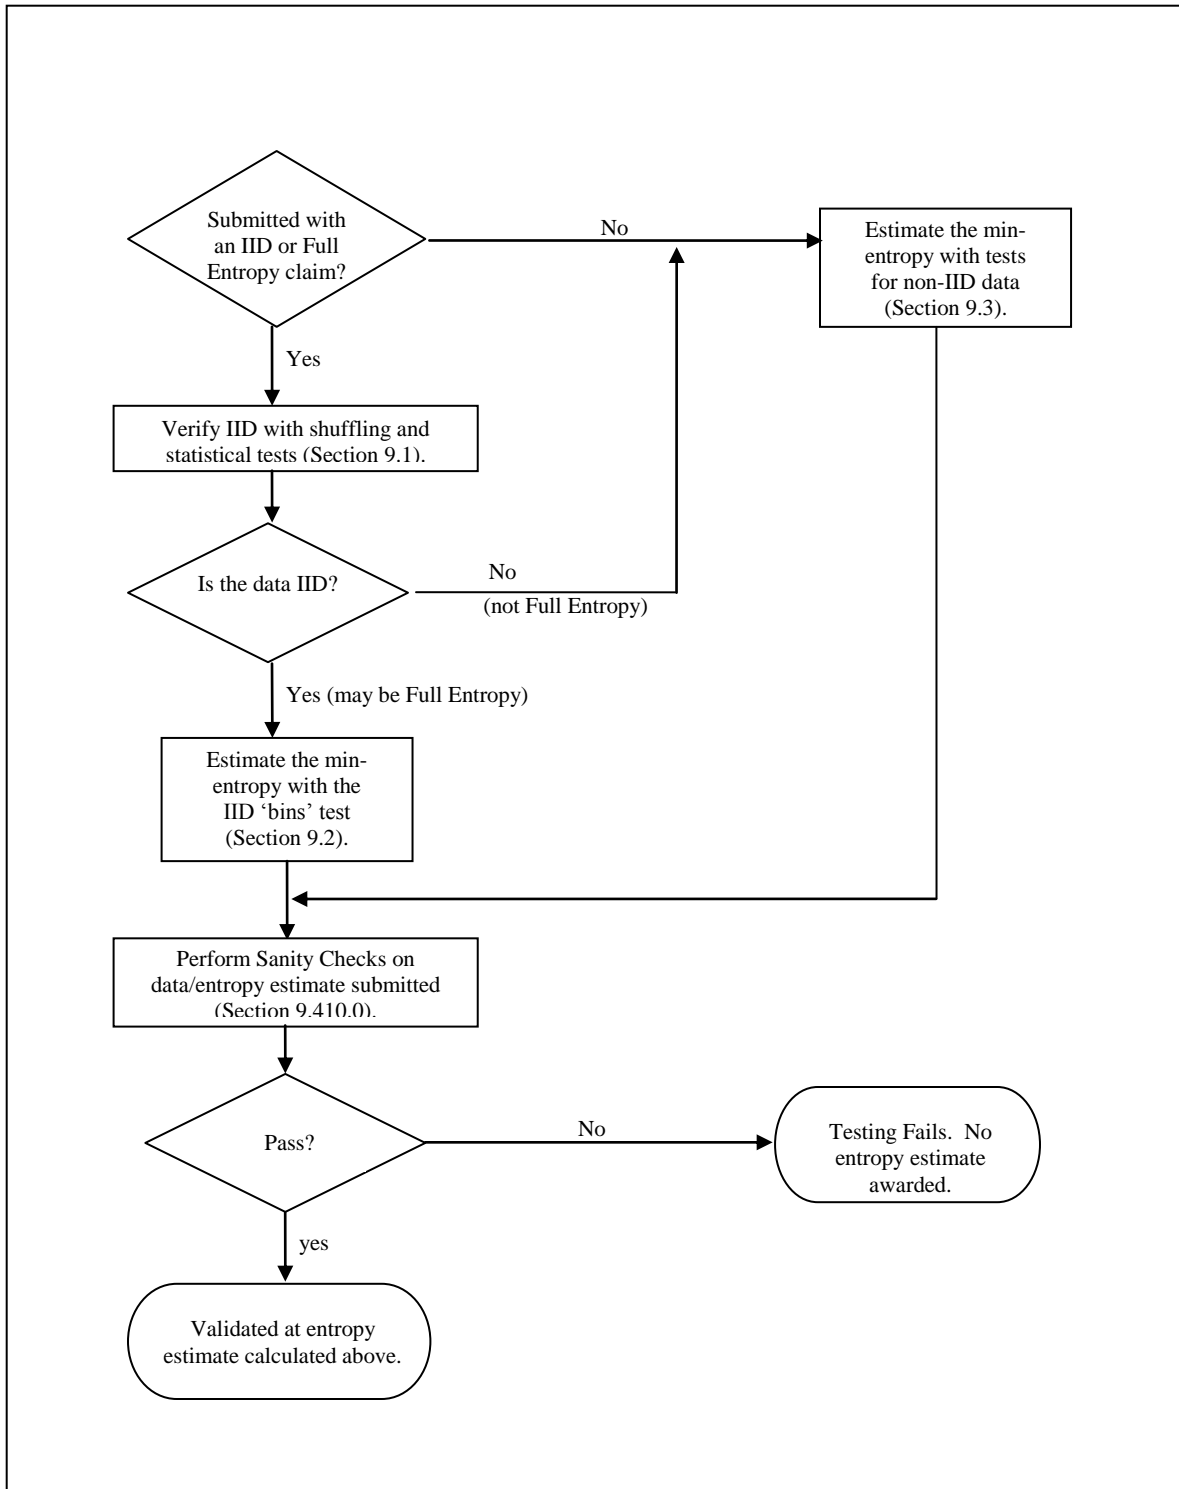 Submitted with
an IID or Full
Entropy claim?
No
Estimate the min-
entropy with tests
for non-IID data
(Section 9.3).
Yes
Verify IID with shuffling and
statistical tests (Section 9.1).
Is the data IID?
No
(not Full Entropy)
Yes (may be Full Entropy)
Estimate the min-
entropy with the
IID ‘bins’ test
(Section 9.2).
Perform Sanity Checks on
data/entropy estimate submitted
(Section 9.410.0).
Pass?
No
Testing Fails.  No
entropy estimate
awarded.
yes
Validated at entropy
estimate calculated above.